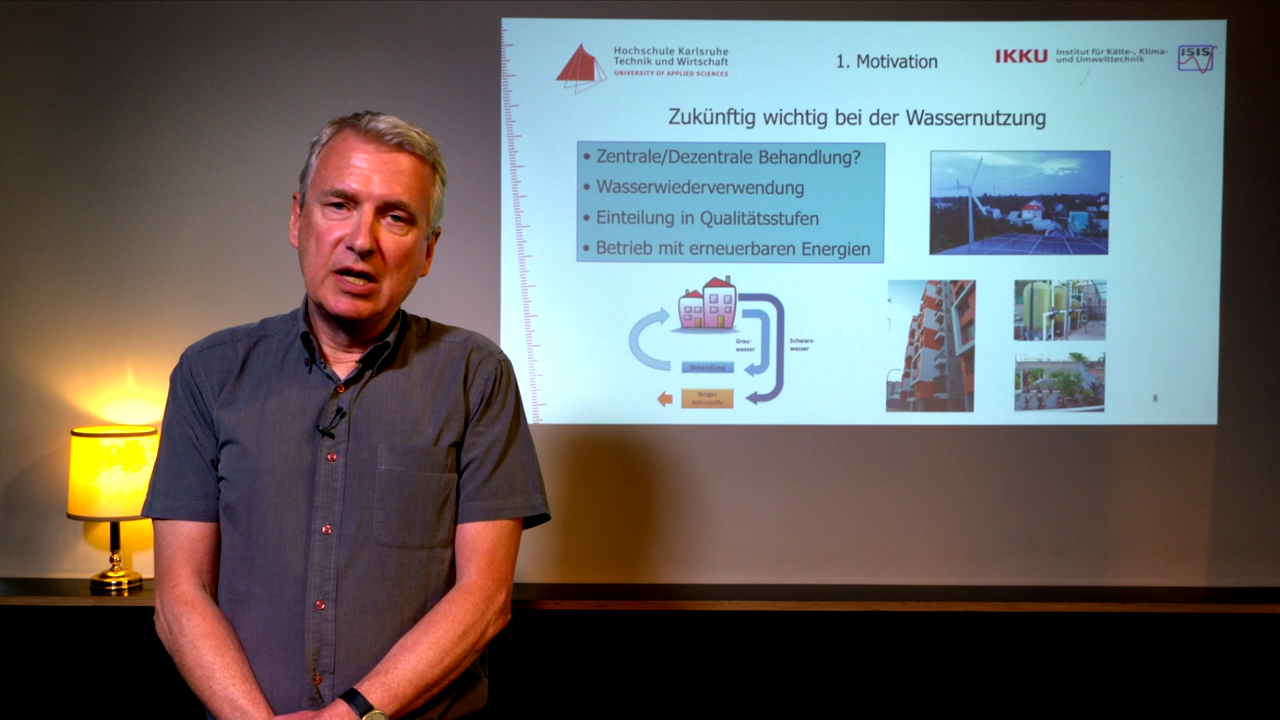 Hochschule Karlsruhe
Technik und Wirtschaft
UNIVERSITY OF APPLIED SCIENCES
1. Motivation
IKKU
Institut für Kälte-, Klima-
und Umwelttechnik
ISIS
Zukünftig wichtig bei der Wassernutzung
• Zentrale/Dezentrale Behandlung?
• Wasserwiederverwendung
• Einteilung in Qualitätsstufen
• Betrieb mit erneuerbaren Energien
Grau-
wasser
Schwarz-
wasser
Behandlung
Biogas
Nährstoffe
8